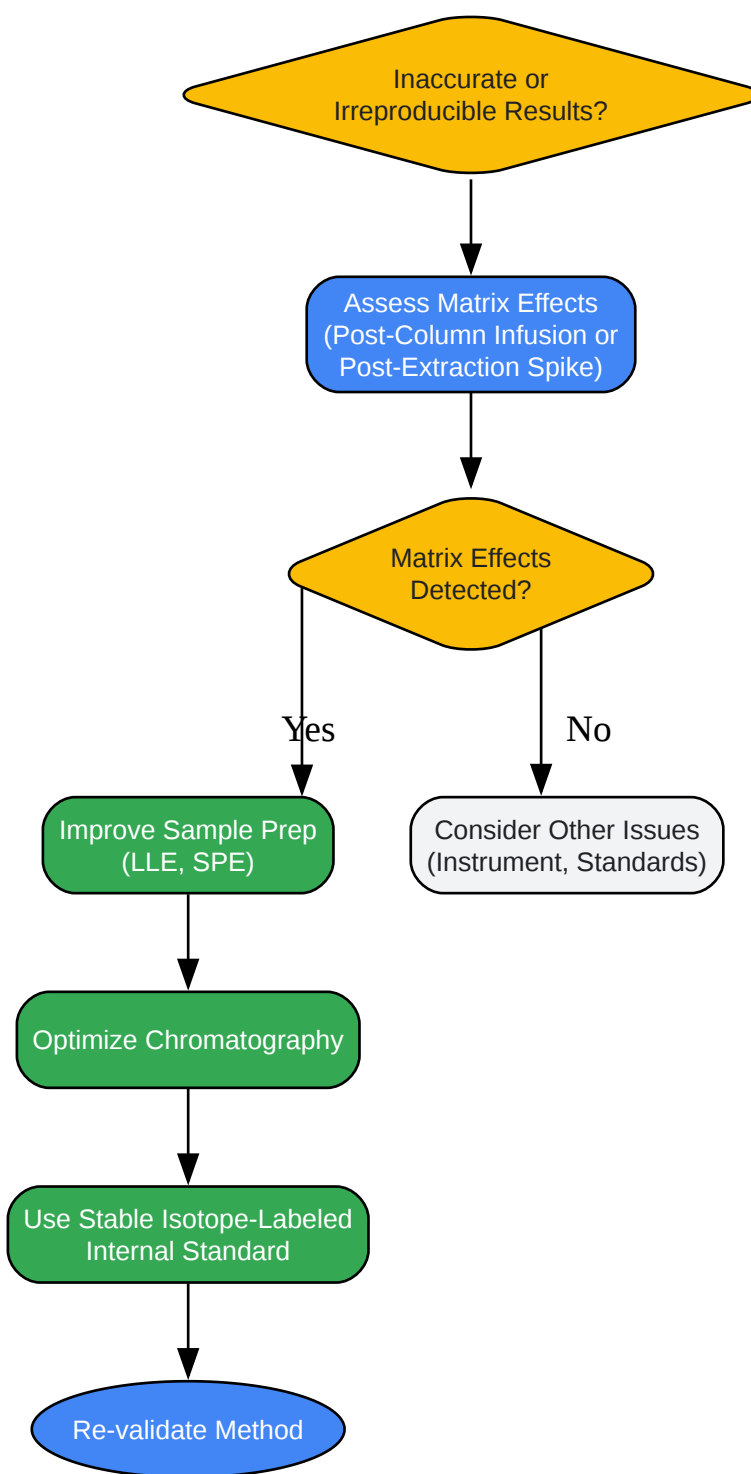 Inaccurate or
Irreproducible Results?
Assess Matrix Effects
(Post-Column Infusion or
Post-Extraction Spike)
Matrix Effects
Detected?
Yes
No
Improve Sample Prep
(LLE, SPE)
Consider Other Issues
(Instrument, Standards)
Optimize Chromatography
Use Stable Isotope-Labeled
Internal Standard
Re-validate Method